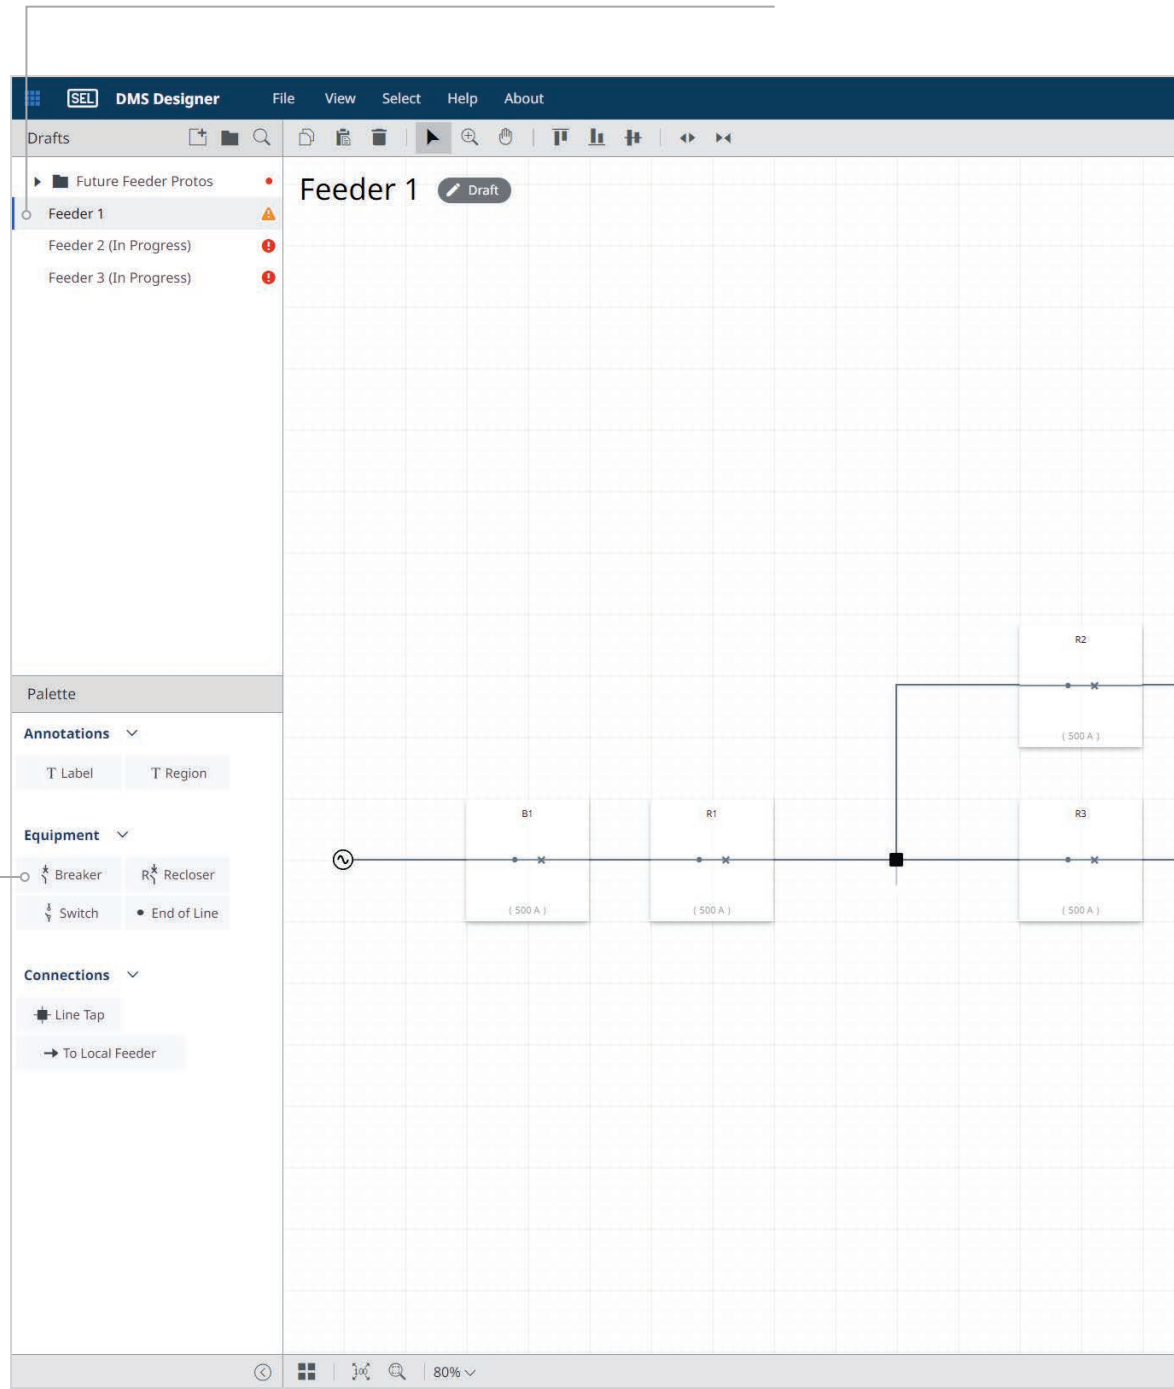 SEL DMS Designer File View Select Help About
Drafts
Future Feeder Protos
Feeder 1
Feeder 2 (In Progress)
Feeder 3 (In Progress)
Feeder 1 Draft
R2
( 500 A )
B1 R1 R3
( 500 A ) ( 500 A ) ( 500 A )
Palette
Annotations
T Label T Region
Equipment
Breaker R Recloser
Switch End of Line
Connections
Line Tap
To Local Feeder
100 80%